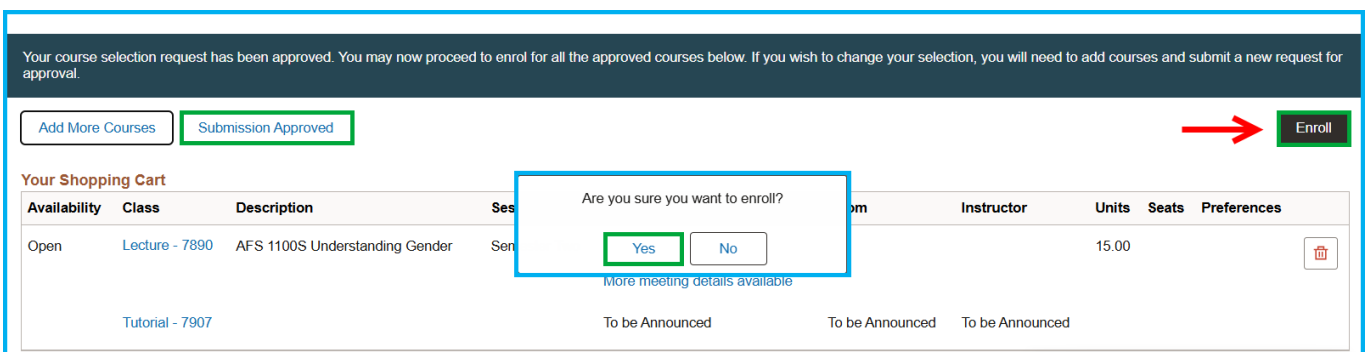 Your course selection request has been approved. You may now proceed to enrol for all the approved courses below. If you wish to change your selection, you will need to add courses and submit a new request for
approval.
Add More Courses Submission Approved Enroll
Your Shopping Cart
Are you sure you want to enroll?
Yes No
Availability Class Description Instructor Units Seats Preferences
Open Lecture - 7890 AFS 1100S Understanding Gender 15.00
More meeting details available
Tutorial - 7907 To be Announced To be Announced To be Announced